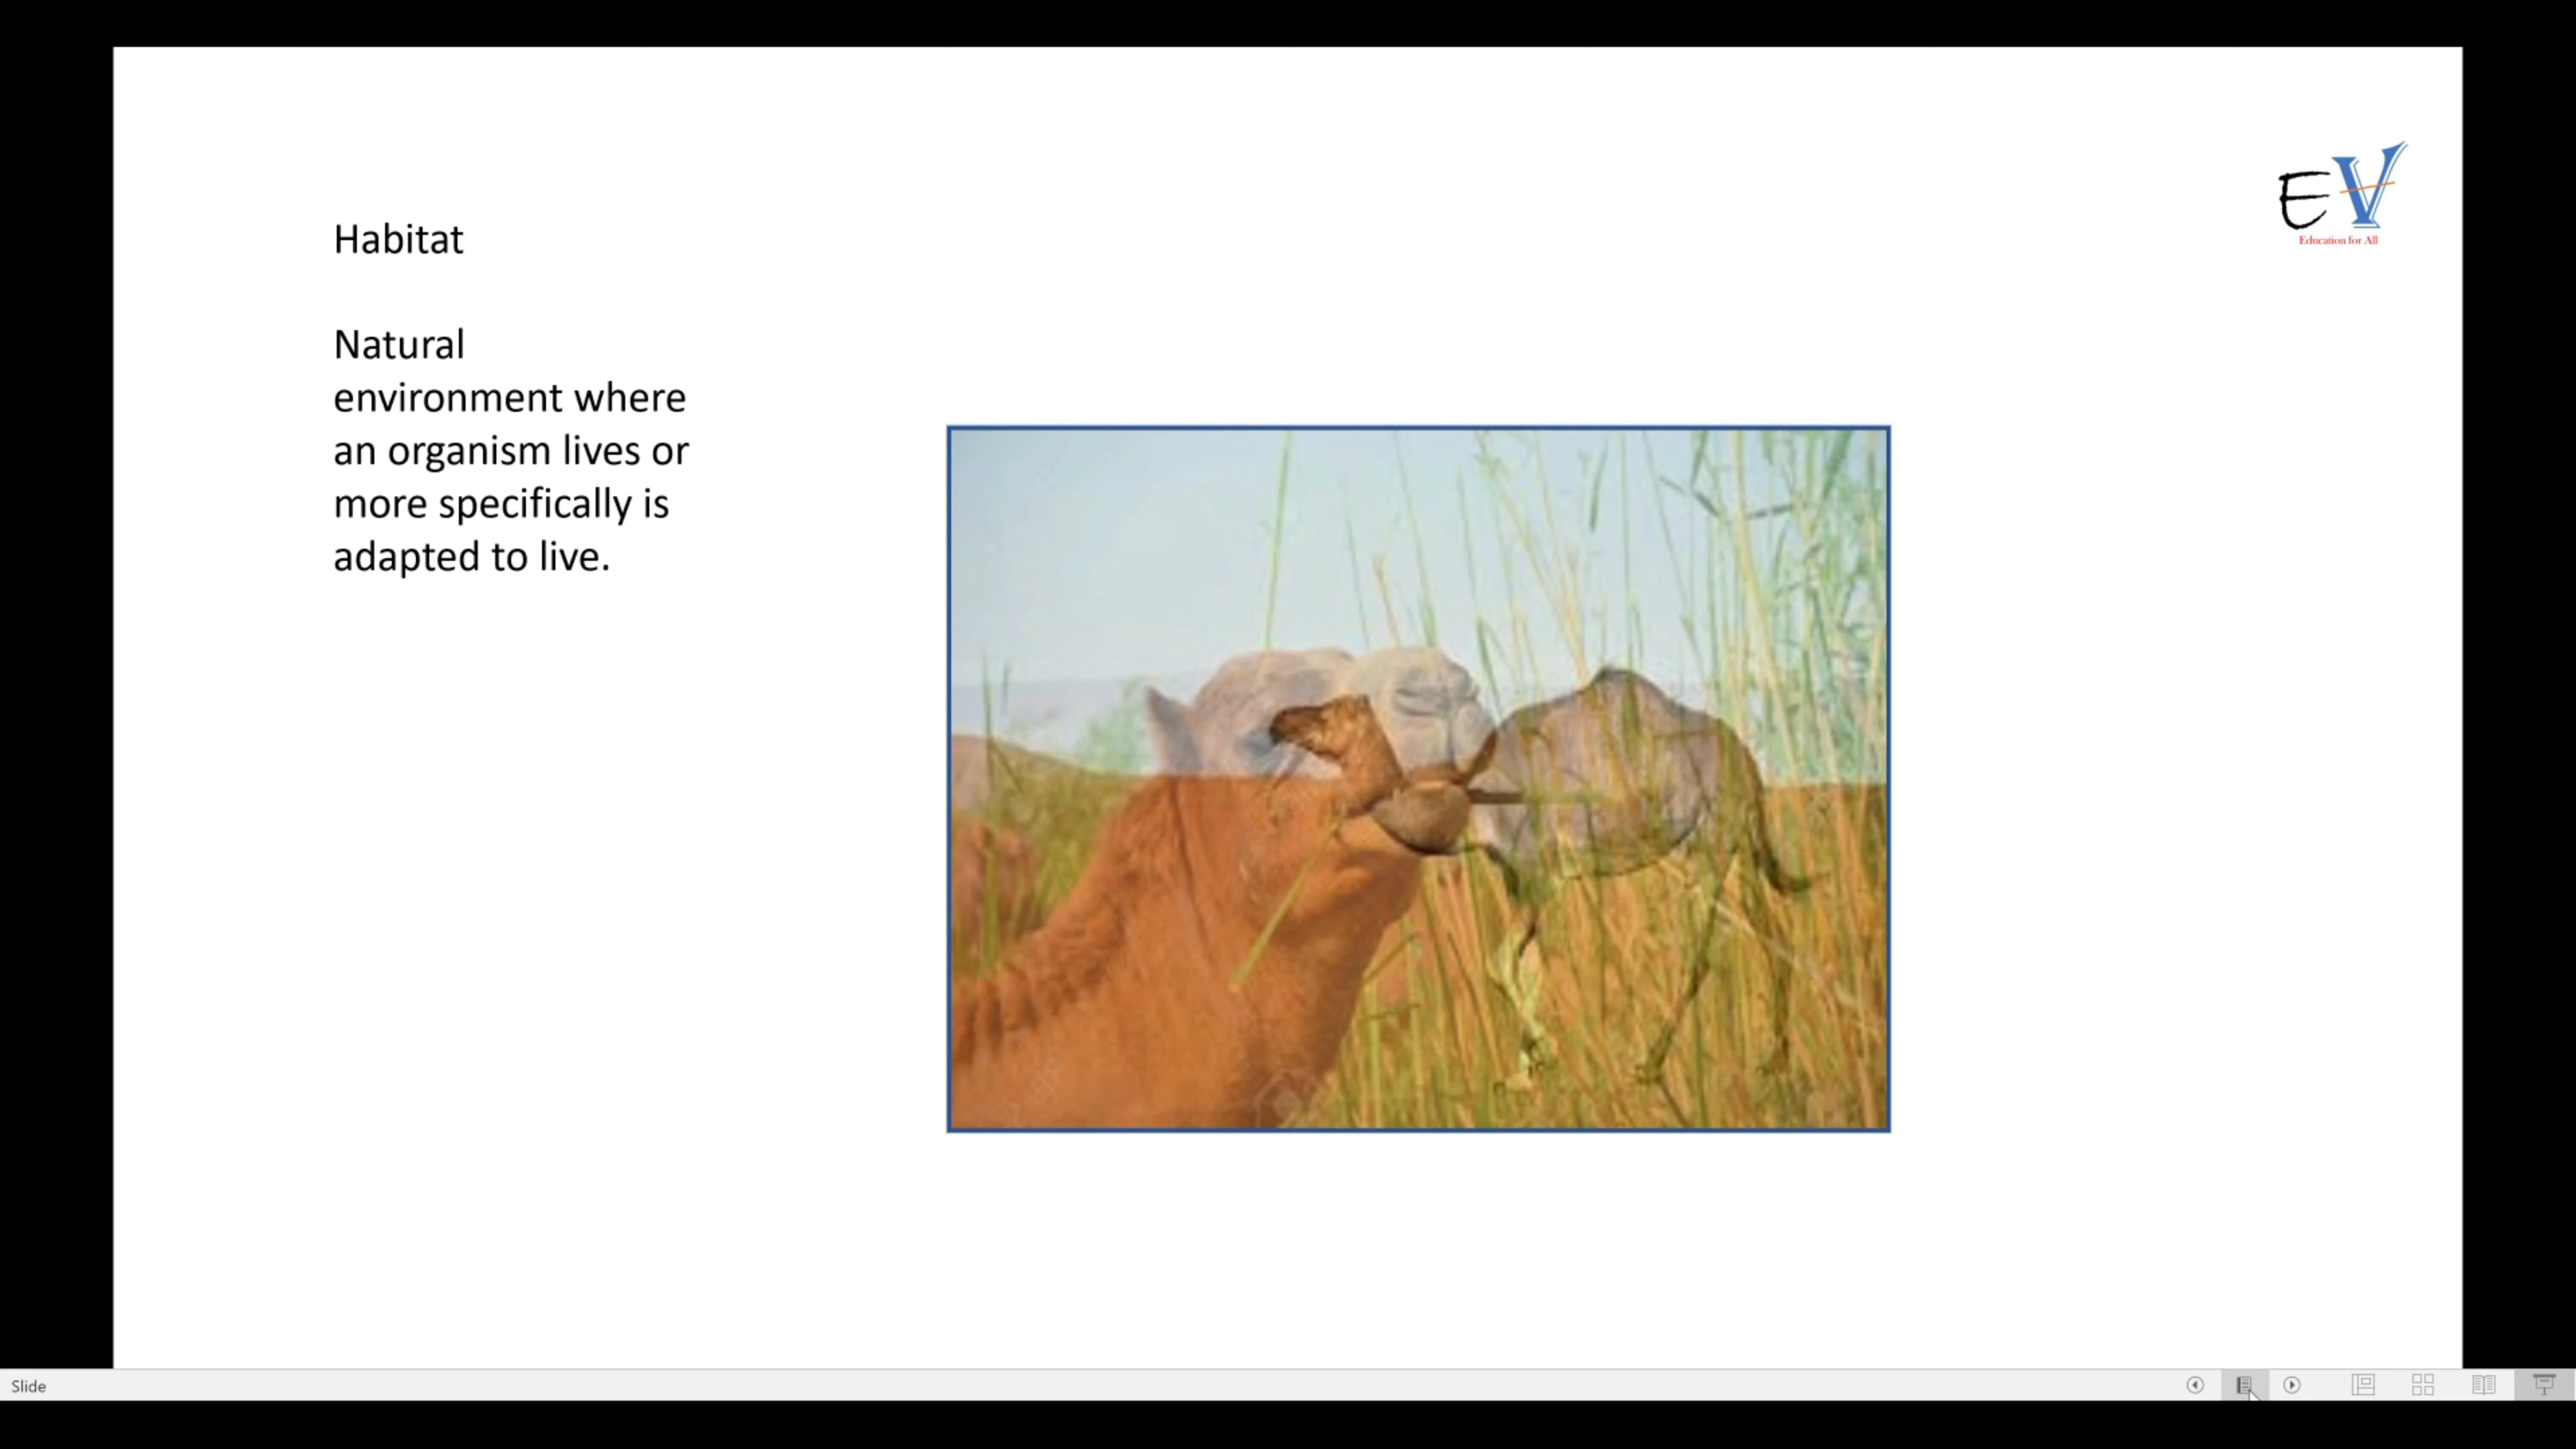 Habitat
Natural
environment where
an organism lives or
more specifically is
adapted to live.
EV
Education for All
Slide